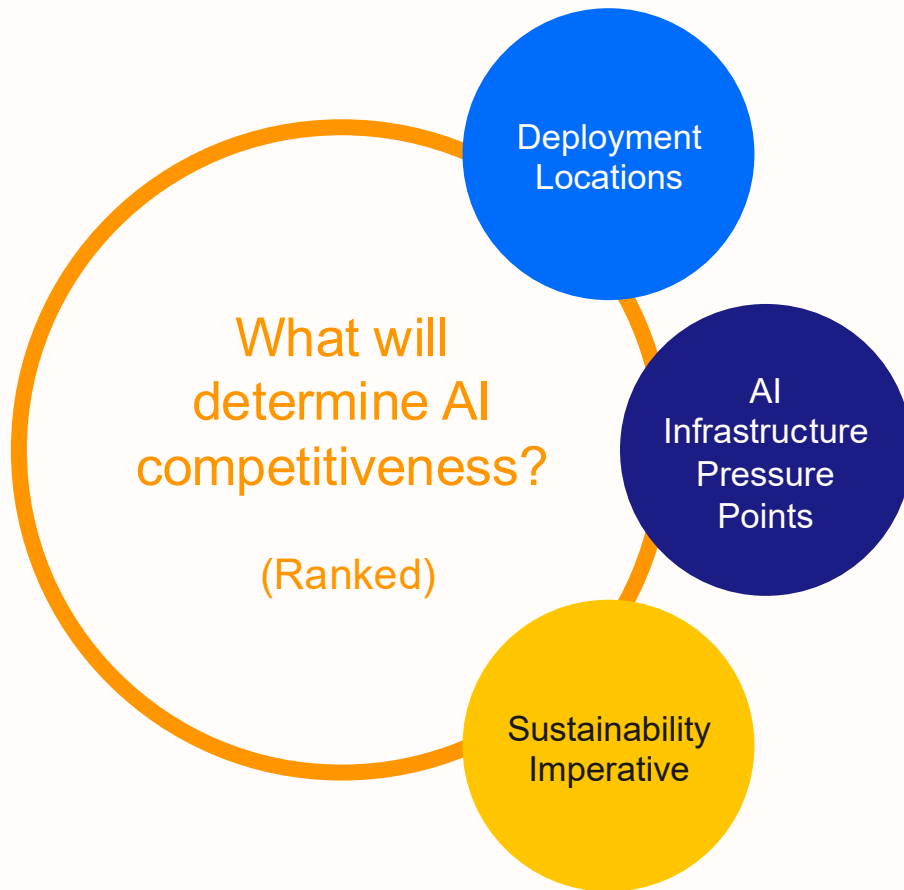 What will
determine AI
competitiveness?
(Ranked)
Deployment
Locations
AI
Infrastructure
Pressure
Points
Sustainability
Imperative